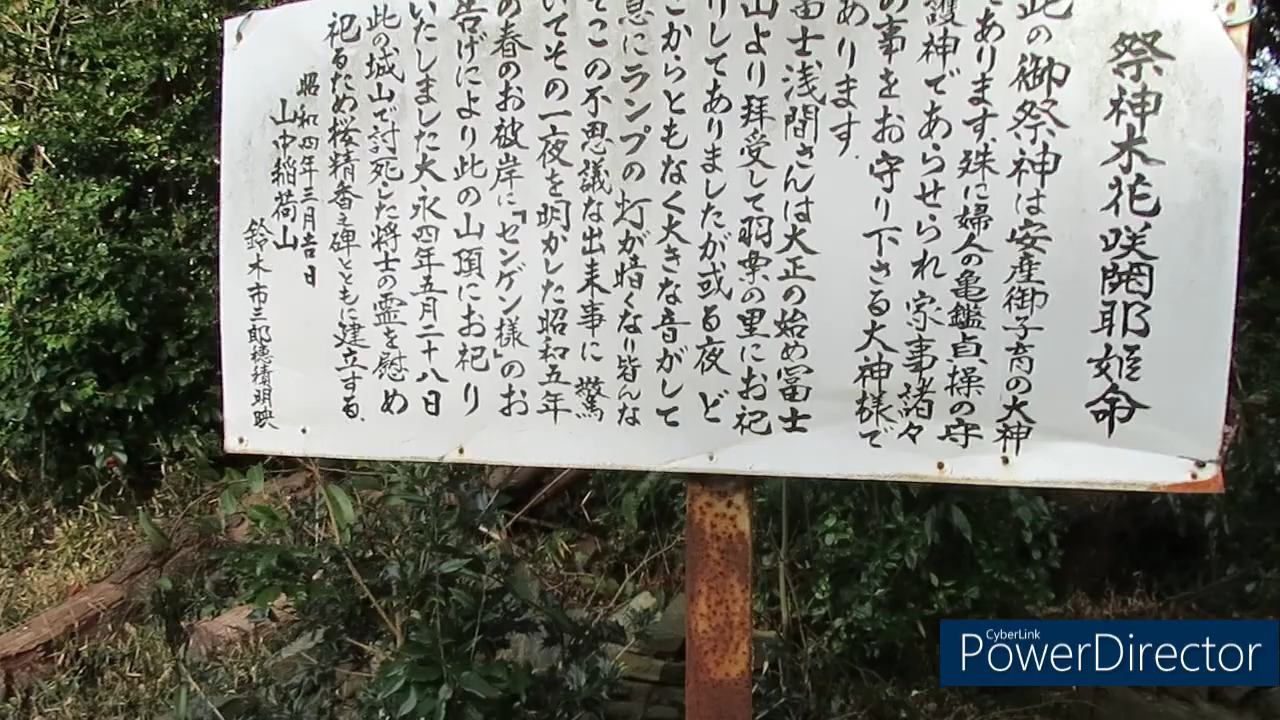 祭神木花咲開耶姫命
此の御祭神は安産御子育の大神
であります.殊に婦人の亀鑑貞操の守
護神であらせられ家事諸々
の事をお守り下さる大神様で
あります.
富士浅間さんは大正の始め冨士
山より拝受して羽栗の里にお祀
りしてありましたが或る夜ど
こからともなく大きな音がして
急にランプの灯が暗くなり皆んな
てこの不思議な出来事に驚
いてその一夜を明かした昭和五年
の春のお彼岸に『センゲン様』のお
告げにより此の山頂にお祀り
いたしました大永四年五月二十八日
此の城山で討死した将士の霊を慰め
祀るため桜精香之碑とともに建立する.
昭和四年三月吉日
山中稲荷山
鈴木市三郎穂積明映
CyberLink
PowerDirector